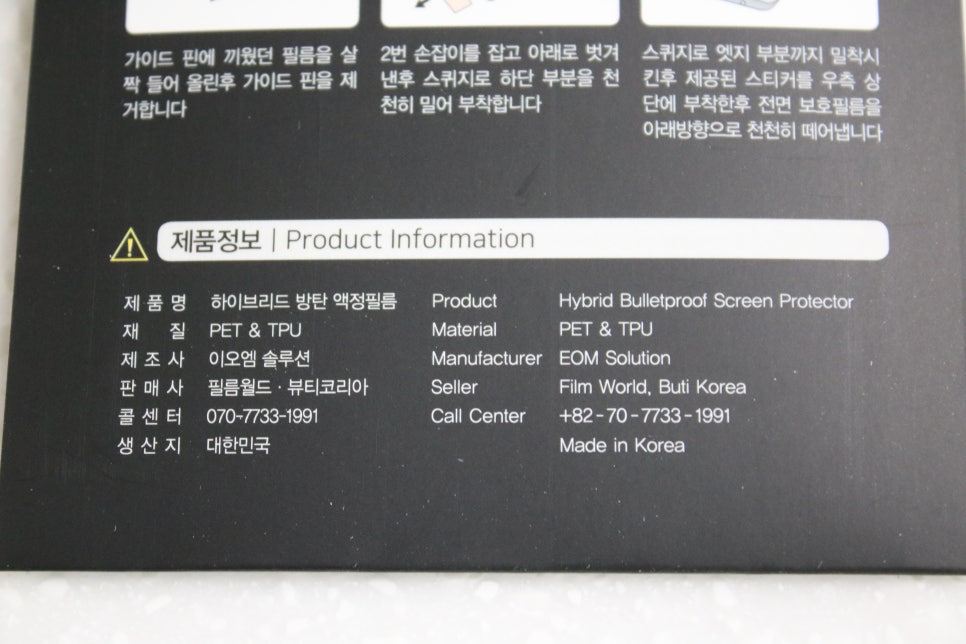 가이드 핀에 끼웠던 필름을 살
짝 들어 올린후 가이드 핀을 제
거합니다
2번 손잡이를 잡고 아래로 벗겨
낸후 스퀴지로 하단 부분을 천
천히 밀어 부착합니다
스퀴지로 엣지 부분까지 밀착시
킨후 제공된 스티커를 우측 상
단에 부착한후 전면 보호필름을
아래방향으로 천천히 떼어냅니다
제품정보 | Product Information
제 품 명 하이브리드 방탄 액정필름 Product Hybrid Bulletproof Screen Protector
재 질 PET & TPU Material PET & TPU
제 조 사 이오엠 솔루션 Manufacturer EOM Solution
판 매 사 필름월드 · 뷰티코리아 Seller Film World, Buti Korea
콜 센 터 070-7733-1991 Call Center +82-70-7733-1991
생 산 지 대한민국 Made in Korea